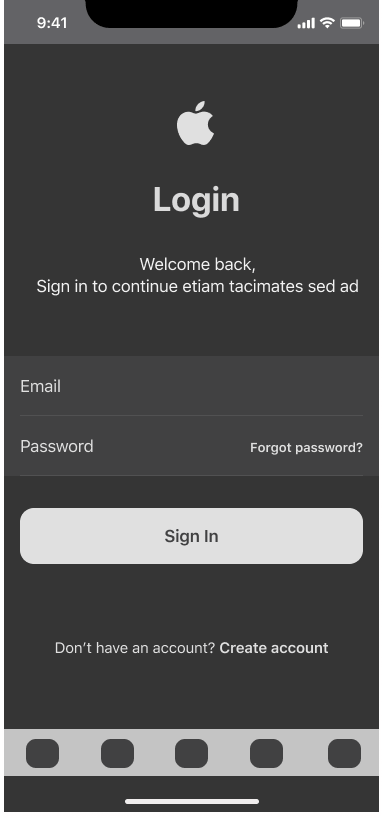 9:41
Login
Welcome back,
Sign in to continue etiam tacimates sed ad
Email
Password
Forgot password?
Sign In
Don’t have an account? Create account